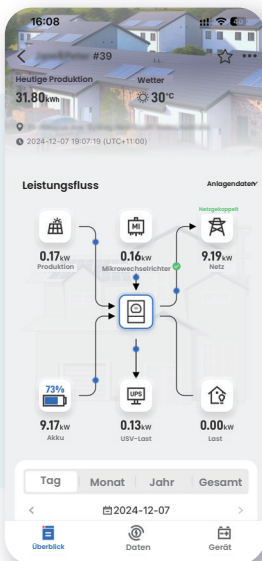 16:08
#39
Heutige Produktion
Wetter
31.80kWh
30°C
2024-12-07 19:07:19 (UTC+11:00)
Leistungsfluss
Anlagendaten
Netzgekoppelt
MI
0.17kW
0.16kW
9.19kW
Produktion
Mikrowechselrichter
Netz
73%
UPS
9.17kW
0.13kW
0.00kW
Akku
USV-Last
Last
Tag
Monat
Jahr
Gesamt
2024-12-07
Überblick
Daten
Gerät